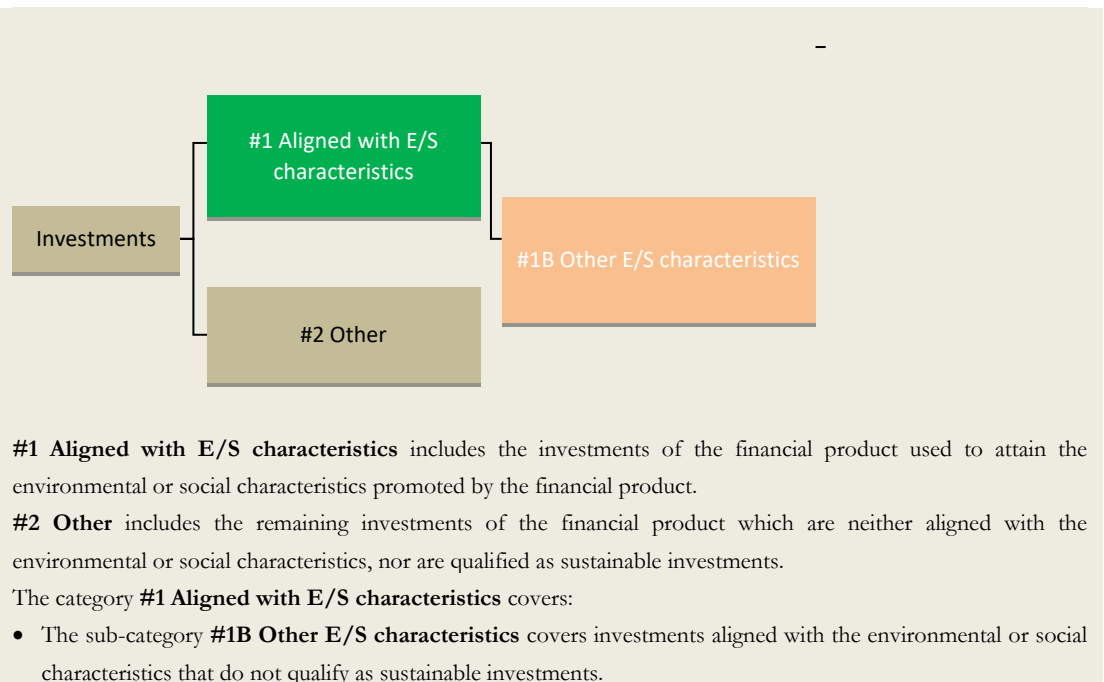 #1 Aligned with E/S
characteristics
Investments
#1B Other E/S characteristics
#2 Other
#1 Aligned with E/S characteristics includes the investments of the financial product used to attain the
environmental or social characteristics promoted by the financial product.
#2 Other includes the remaining investments of the financial product which are neither aligned with the
environmental or social characteristics, nor are qualified as sustainable investments.
The category #1 Aligned with E/S characteristics covers:
• The sub-category #1B Other E/S characteristics covers investments aligned with the environmental or social
characteristics that do not qualify as sustainable investments.